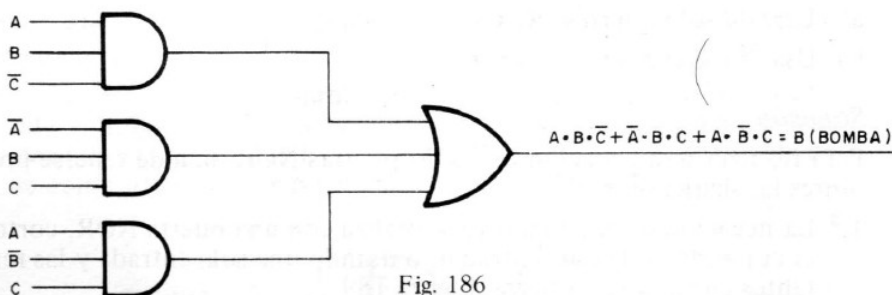 A
B
C̅
A̅
B
C
A
B̅
C
A•B•C̅+A̅•B•C+A•B̅•C=B(BOMBA)
Fig. 186